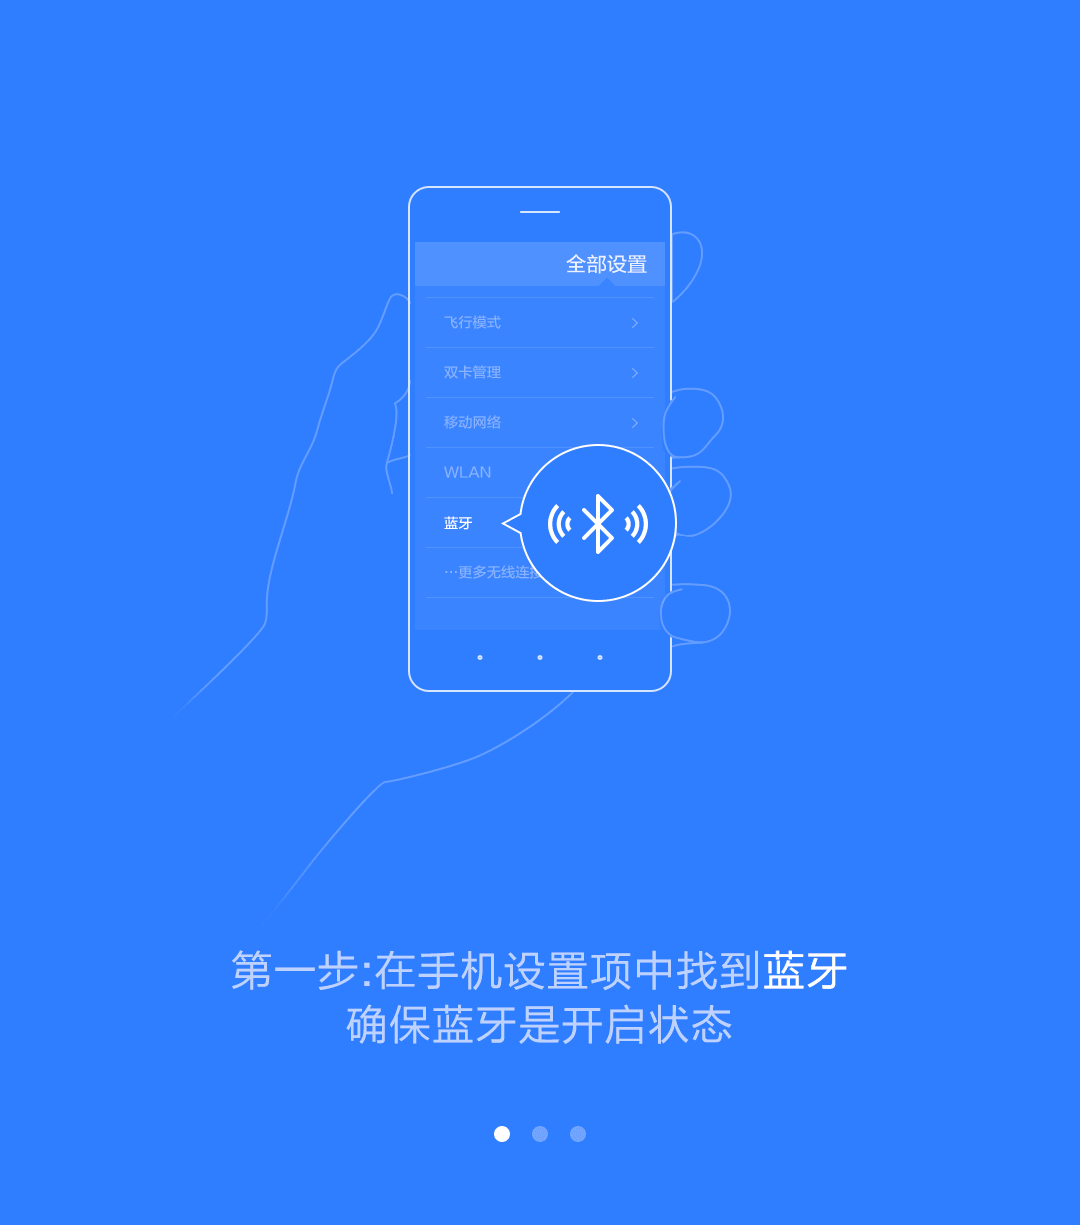 全部设置
飞行模式
双卡管理
移动网络
WLAN
蓝牙
…更多无线连接
第一步:在手机设置项中找到蓝牙
确保蓝牙是开启状态